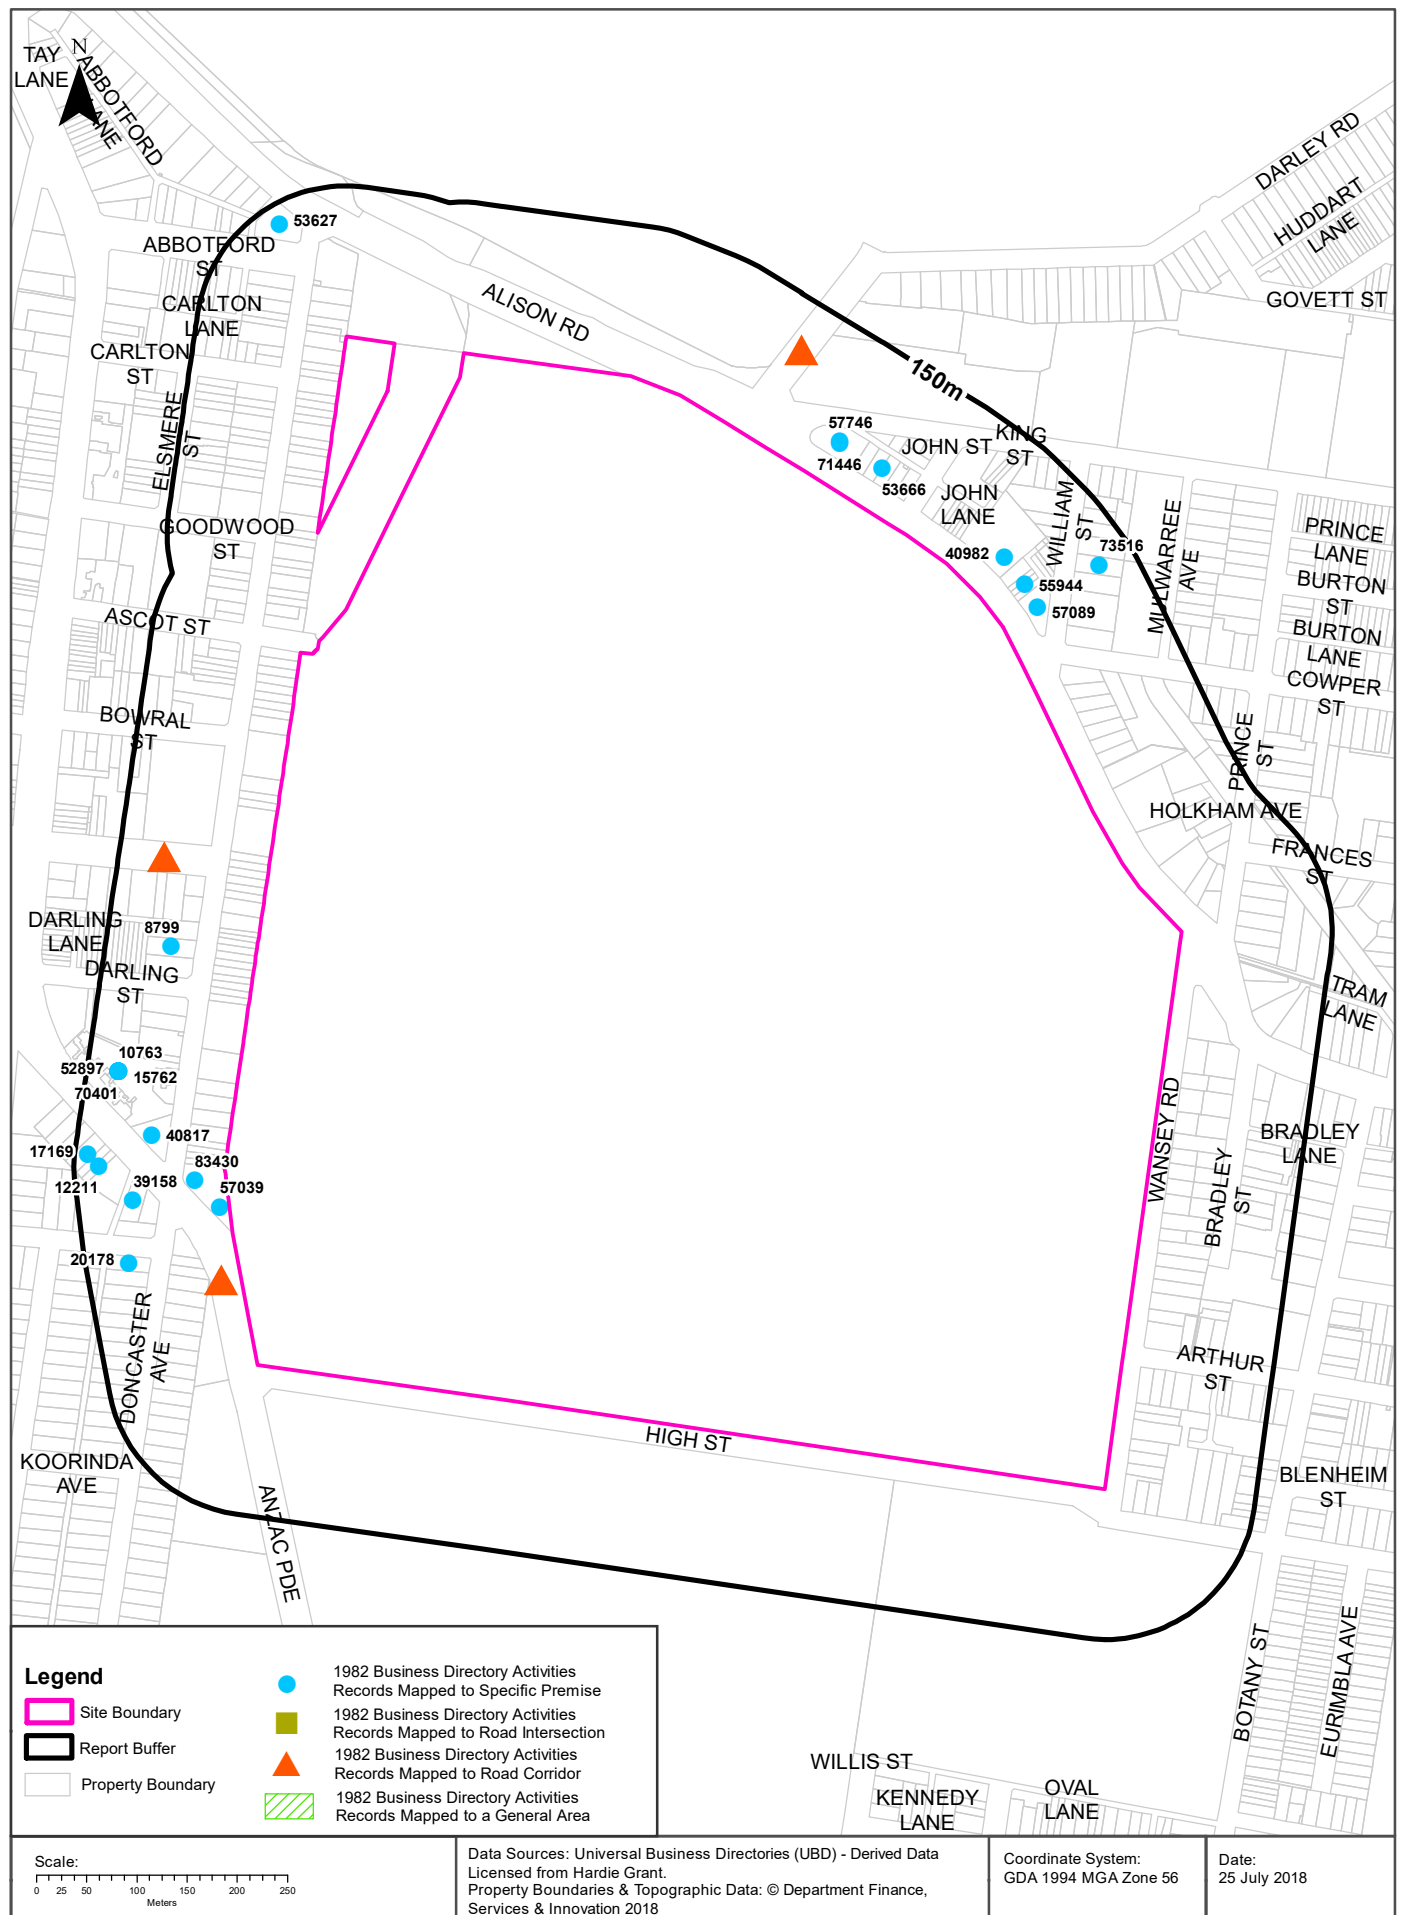 N
TAY
LANE
ABBOTFORD
LANE
DARLEY RD
HUDDART
LANE
GOVETT ST
53627
ABBOTFORD
ST
CARLTON
LANE
CARLTON
ST
ALISON RD
150m
ELSMERE
ST
57746
71446
53666
JOHN ST
KING
ST
JOHN
LANE
WILLIAM
ST
40982
73516
55944
57089
MULWARREE
AVE
PRINCE
LANE
BURTON
ST
BURTON
LANE
COWPER
ST
GOODWOOD
ST
ASCOT ST
BOWRAL
ST
PRINCE
ST
HOLKHAM AVE
FRANCES
ST
DARLING
LANE
8799
DARLING
ST
TRAM
LANE
10763
52897
15762
70401
40817
17169
12211
39158
83430
57039
20178
WANSEY RD
BRADLEY
LANE
BRADLEY
ST
DONCASTER
AVE
ARTHUR
ST
HIGH ST
KOORINDA
AVE
BLENHEIM
ST
ANZAC PDE
BOTANY ST
EURIMBLA AVE
WILLIS ST
KENNEDY
LANE
OVAL
LANE
Legend
Site Boundary
Report Buffer
Property Boundary
1982 Business Directory Activities
Records Mapped to Specific Premise
1982 Business Directory Activities
Records Mapped to Road Intersection
1982 Business Directory Activities
Records Mapped to Road Corridor
1982 Business Directory Activities
Records Mapped to a General Area
Scale:
0 25 50 100 150 200 250
Meters
Data Sources: Universal Business Directories (UBD) - Derived Data
Licensed from Hardie Grant.
Property Boundaries & Topographic Data: © Department Finance,
Services & Innovation 2018
Coordinate System:
GDA 1994 MGA Zone 56
Date:
25 July 2018